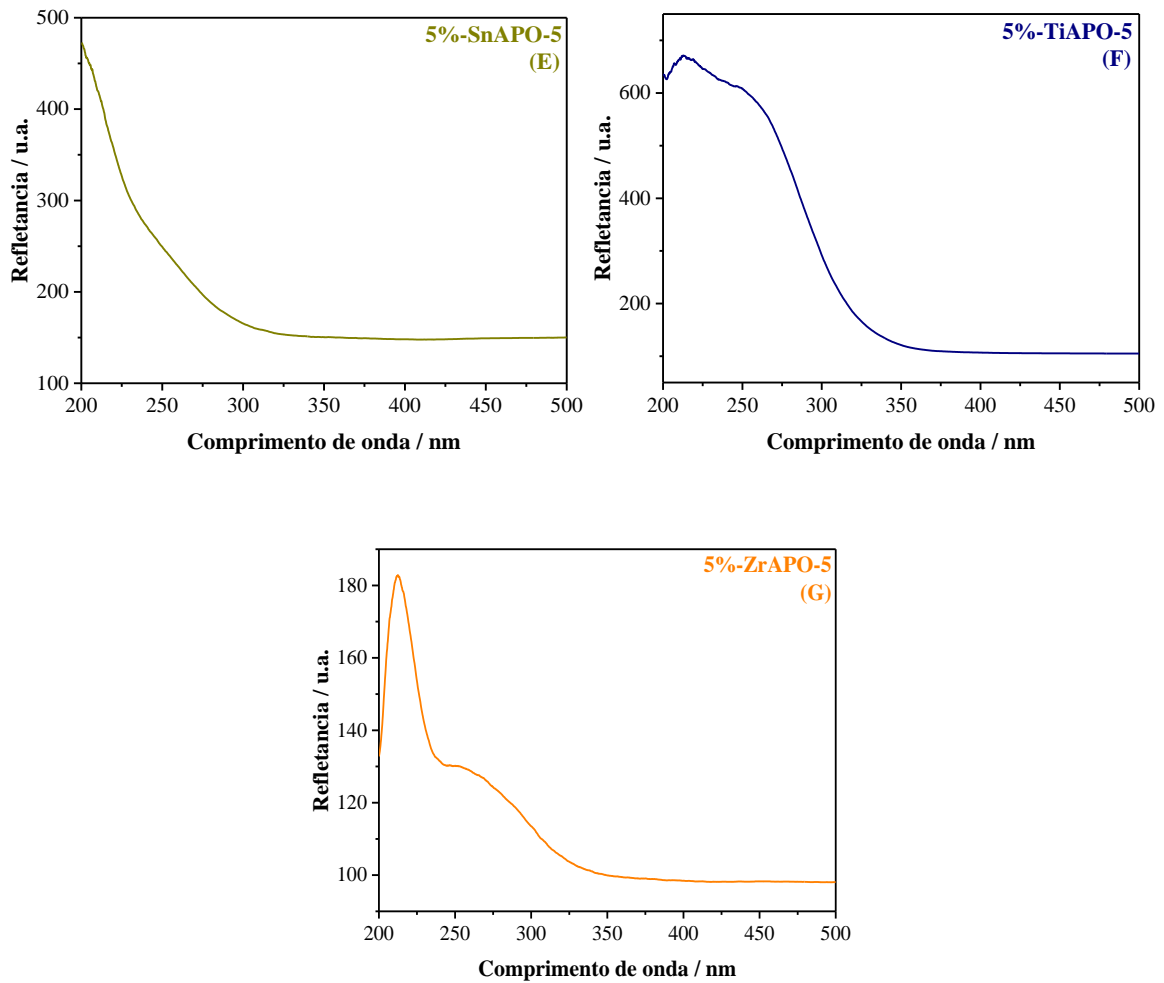 5%-SnAPO-5
(E)
Refletancia / u.a.
500
400
300
200
100
200 250 300 350 400 450 500
Comprimento de onda / nm
5%-TiAPO-5
(F)
Refletancia / u.a.
600
400
200
200 250 300 350 400 450 500
Comprimento de onda / nm
5%-ZrAPO-5
(G)
Refletancia / u.a.
180
160
140
120
100
200 250 300 350 400 450 500
Comprimento de onda / nm